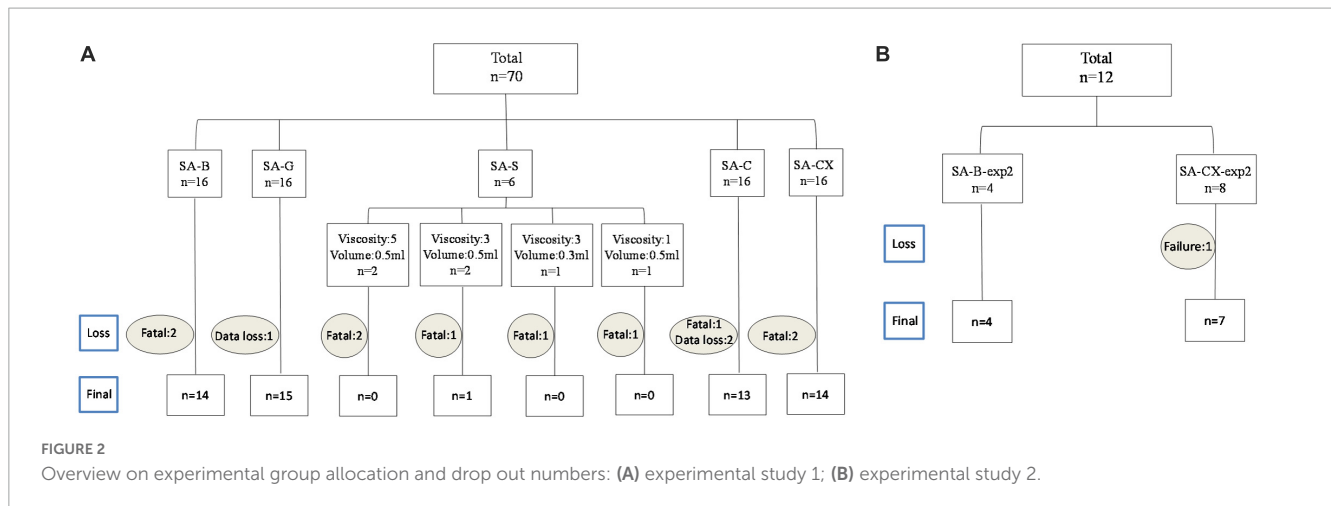 A
Total
n=70
SA-B
n=16
SA-G
n=16
SA-S
n=6
SA-C
n=16
SA-CX
n=16
Viscosity:5
Volume:0.5ml
n=2
Viscosity:3
Volume:0.5ml
n=2
Viscosity:3
Volume:0.3ml
n=1
Viscosity:1
Volume:0.5ml
n=1
Loss
Fatal:2
Data loss:1
Fatal:2
Fatal:1
Fatal:1
Fatal:1
Fatal:1
Data loss:2
Fatal:2
Final
n=14
n=15
n=0
n=1
n=0
n=0
n=13
n=14
B
Total
n=12
SA-B-exp2
n=4
SA-CX-exp2
n=8
Loss
Failure:1
Final
n=4
n=7
FIGURE 2
Overview on experimental group allocation and drop out numbers: (A) experimental study 1; (B) experimental study 2.